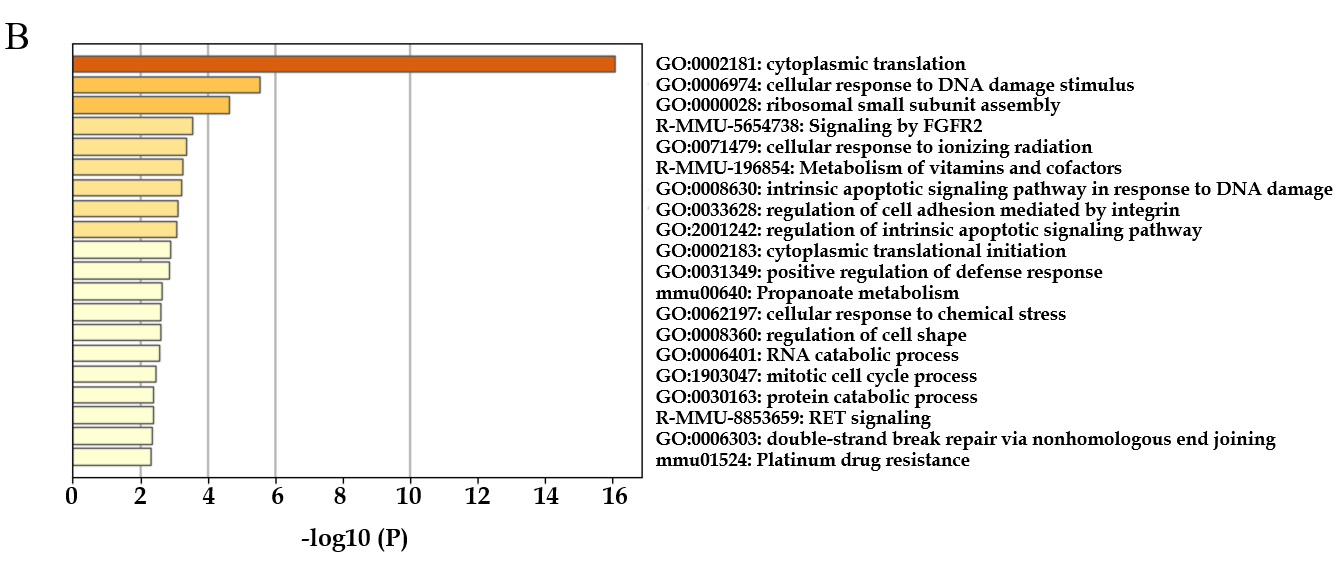 B
GO:0002181: cytoplasmic translation
GO:0006974: cellular response to DNA damage stimulus
GO:0000028: ribosomal small subunit assembly
R-MMU-5654738: Signaling by FGFR2
GO:0071479: cellular response to ionizing radiation
R-MMU-196854: Metabolism of vitamins and cofactors
GO:0008630: intrinsic apoptotic signaling pathway in response to DNA damage
GO:0033628: regulation of cell adhesion mediated by integrin
GO:2001242: regulation of intrinsic apoptotic signaling pathway
GO:0002183: cytoplasmic translational initiation
GO:0031349: positive regulation of defense response
mmu00640: Propanoate metabolism
GO:0062197: cellular response to chemical stress
GO:0008360: regulation of cell shape
GO:0006401: RNA catabolic process
GO:1903047: mitotic cell cycle process
GO:0030163: protein catabolic process
R-MMU-8853659: RET signaling
GO:0006303: double-strand break repair via nonhomologous end joining
mmu01524: Platinum drug resistance
0 2 4 6 8 10 12 14 16
-log10 (P)